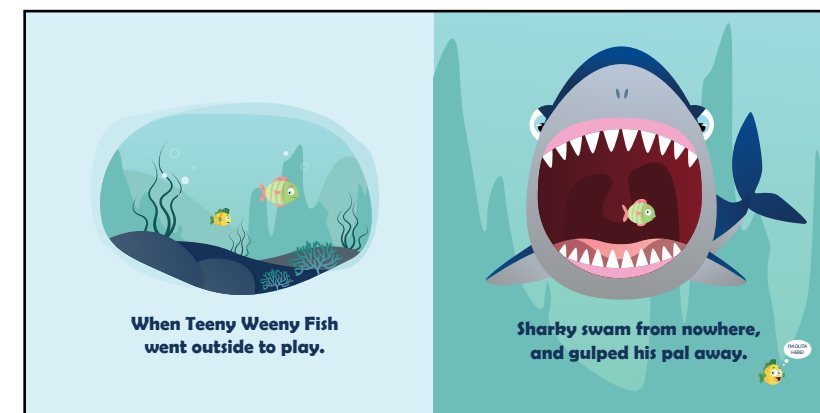 When Teeny Weeny Fish
went outside to play.
Sharky swam from nowhere,
and gulped his pal away.
I'M OUTA
HERE!